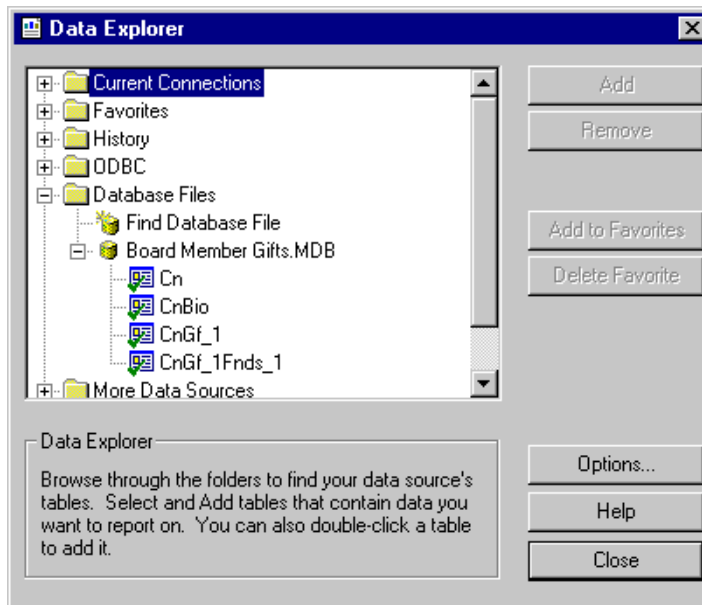 Data Explorer
Current Connections
Favorites
History
ODBC
Database Files
Find Database File
Board Member Gifts.MDB
Cn
CnBio
CnGf_1
CnGf_1Fnds_1
More Data Sources
Add
Remove
Add to Favorites
Delete Favorite
Data Explorer
Browse through the folders to find your data source's
tables. Select and Add tables that contain data you
want to report on. You can also double-click a table
to add it.
Options...
Help
Close